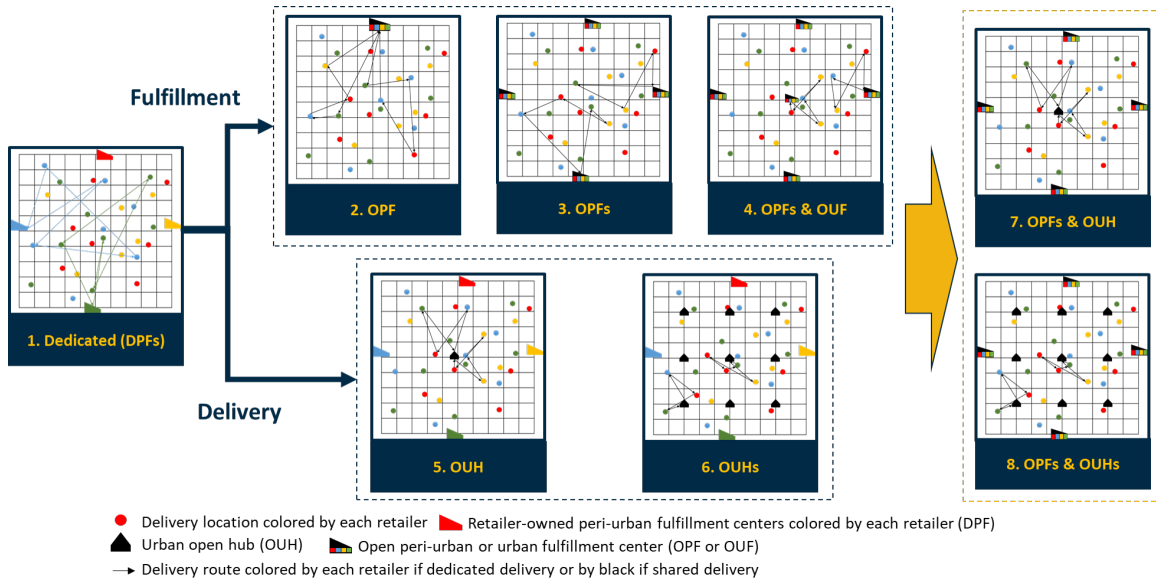 Fulfillment
2. OPF
3. OPFs
4. OPFs & OUF
7. OPFs & OUH
1. Dedicated (DPFs)
Delivery
5. OUH
6. OUHs
8. OPFs & OUHs
Delivery location colored by each retailer
Retailer-owned peri-urban fulfillment centers colored by each retailer (DPF)
Urban open hub (OUH)
Open peri-urban or urban fulfillment center (OPF or OUF)
Delivery route colored by each retailer if dedicated delivery or by black if shared delivery